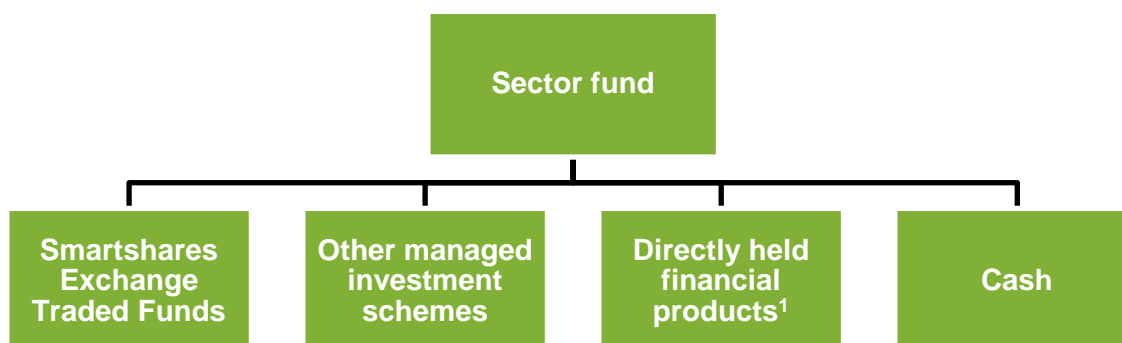 Sector fund
Smartshares
Exchange
Traded Funds
Other managed
investment
schemes
Directly held
financial
products¹
Cash